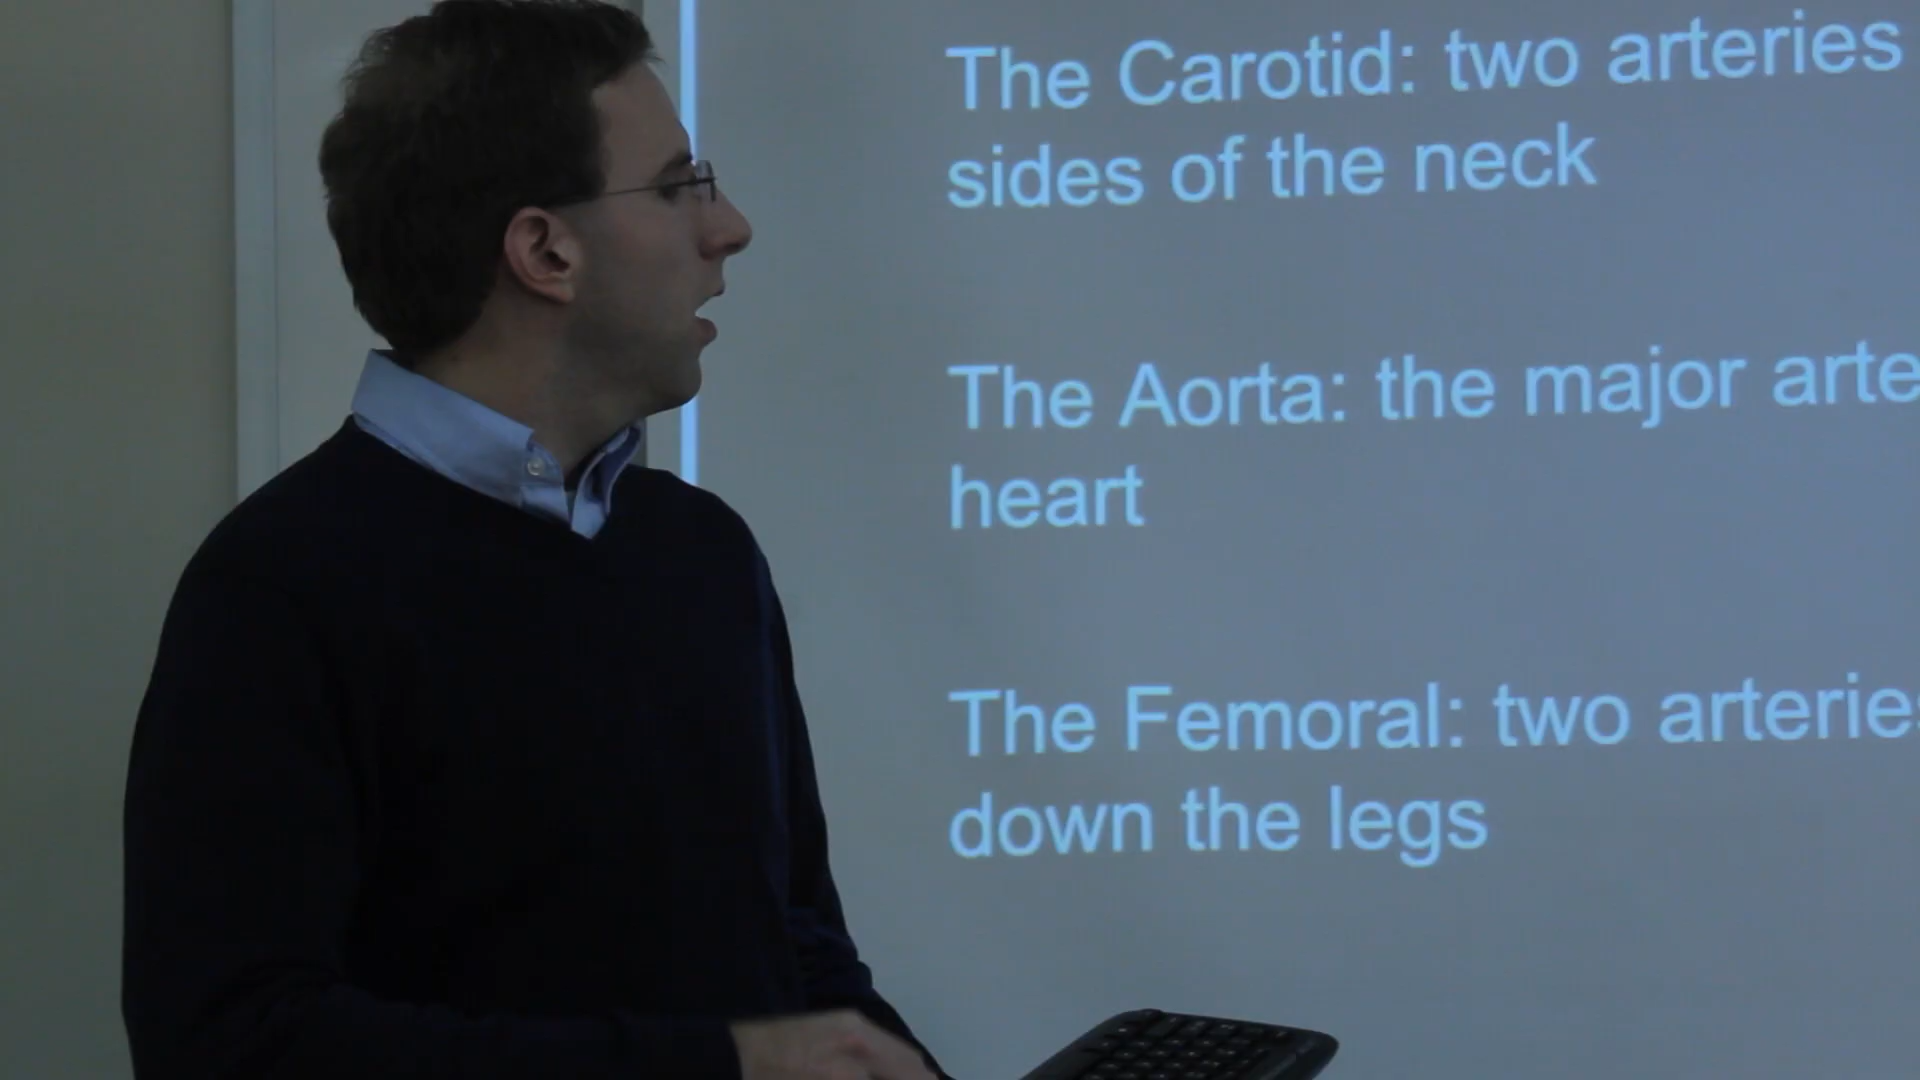 The Carotid: two arteries
sides of the neck
The Aorta: the major arte
heart
The Femoral: two arteries
down the legs